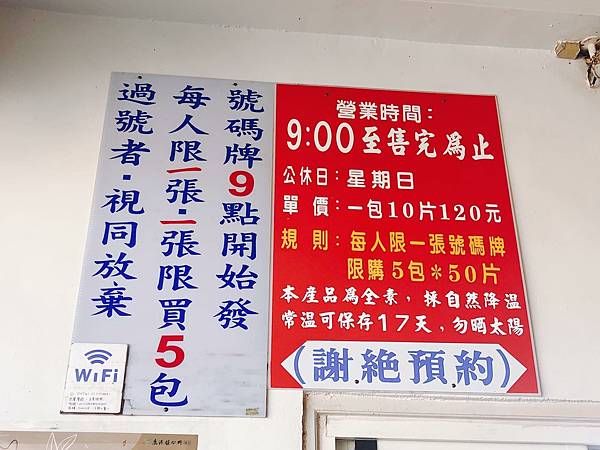 號碼牌9點開始發
每人限一張·一張限買5包
過號者·視同放棄
營業時間:
9:00至售完為止
公休日:星期日
單 價:一包10片120元
規 則:每人限一張號碼牌
限購5包*50片
本產品為全素,採自然降溫
常溫可保存17天,勿晒太陽
(謝絕預約)
WiFi